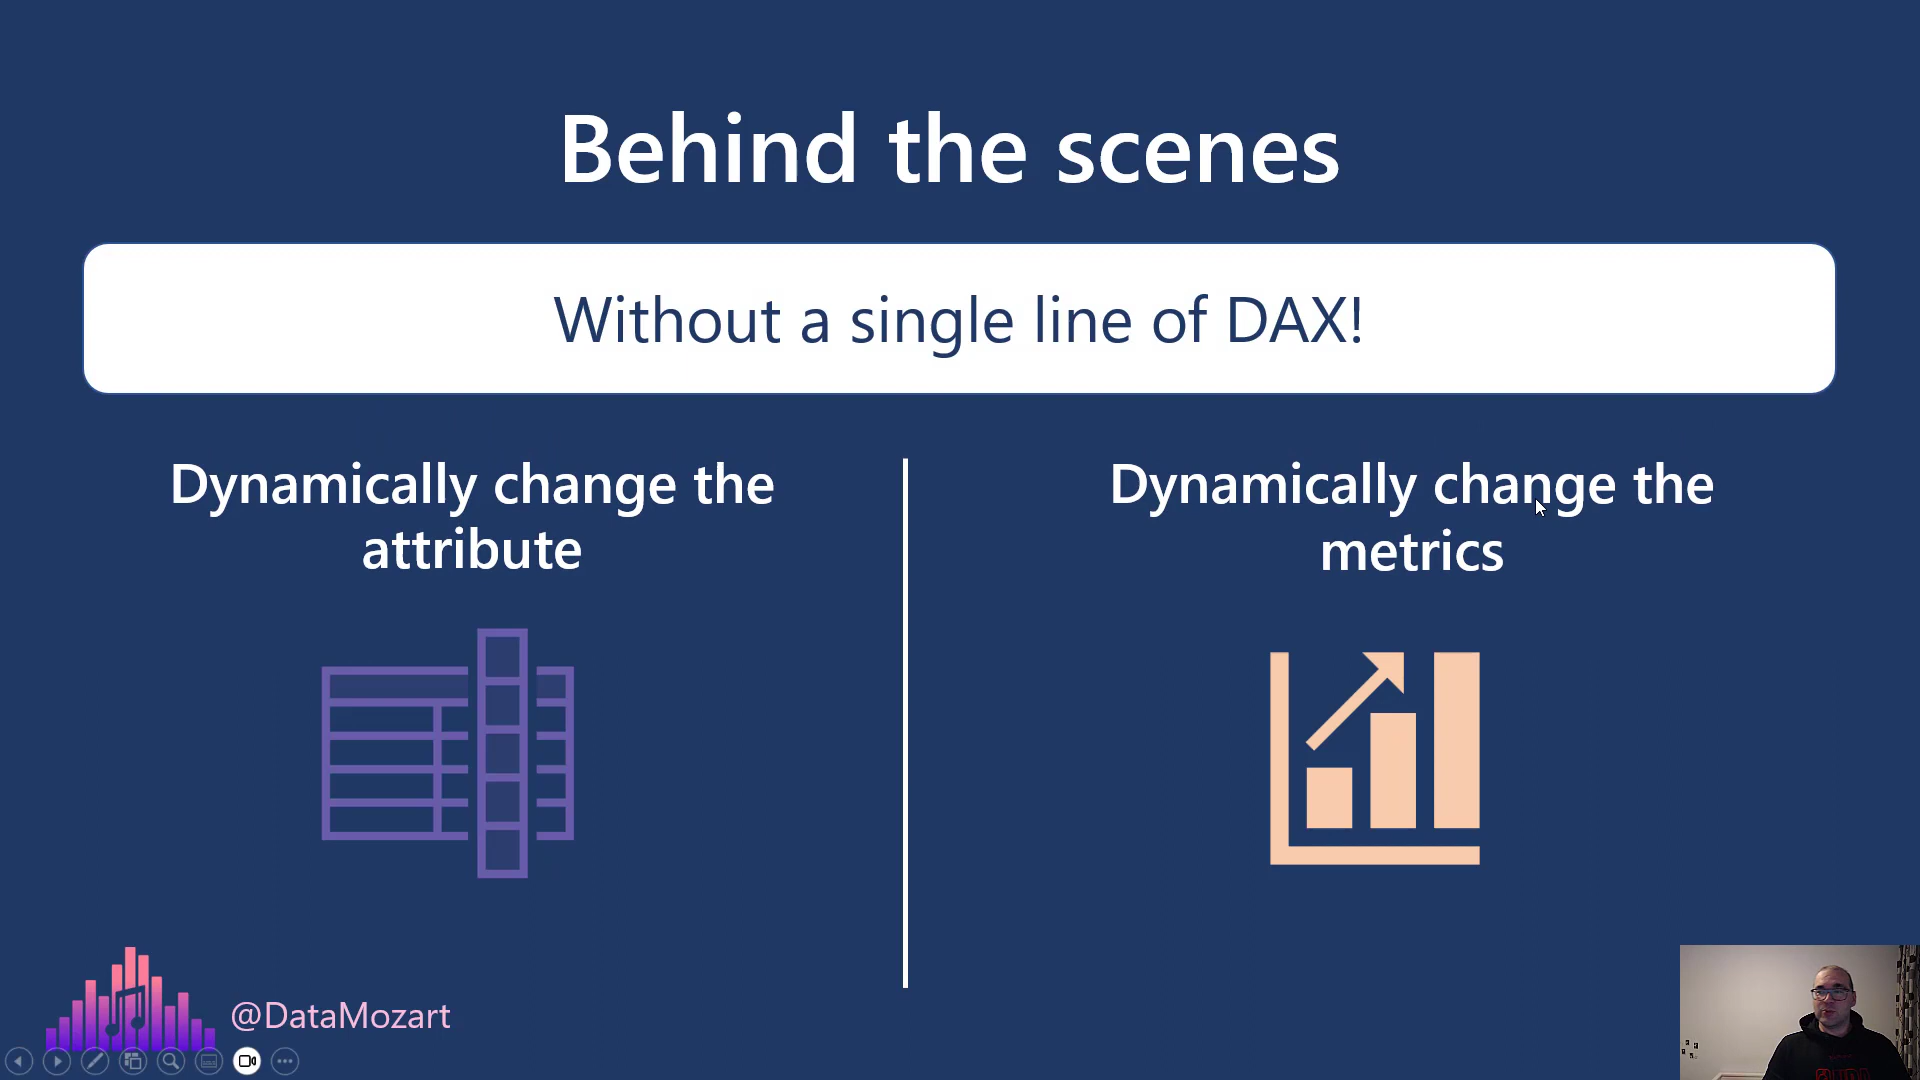 Behind the scenes
Without a single line of DAX!
Dynamically change the
attribute
Dynamically change the
metrics
@DataMozart